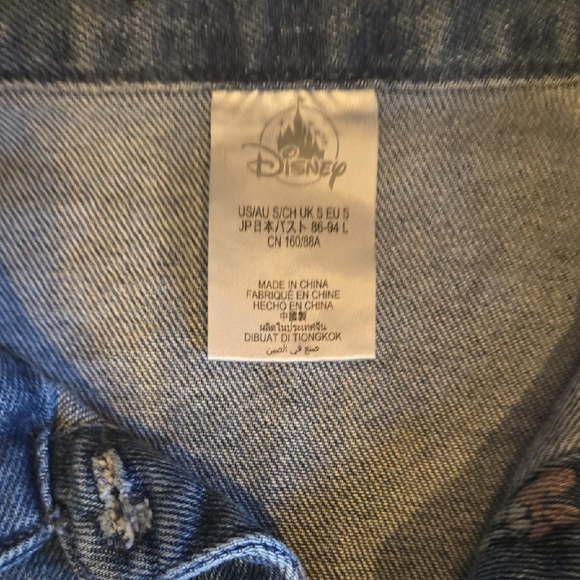 Disney
US/AU S/CH UK S EU S
JP日本バスト 86-94 L
CN 160/88A
MADE IN CHINA
FABRIQUÉ EN CHINE
HECHO EN CHINA
中國製
ผลิตในประเทศจีน
DIBUAT DI TIONGKOK
صنع في الصين